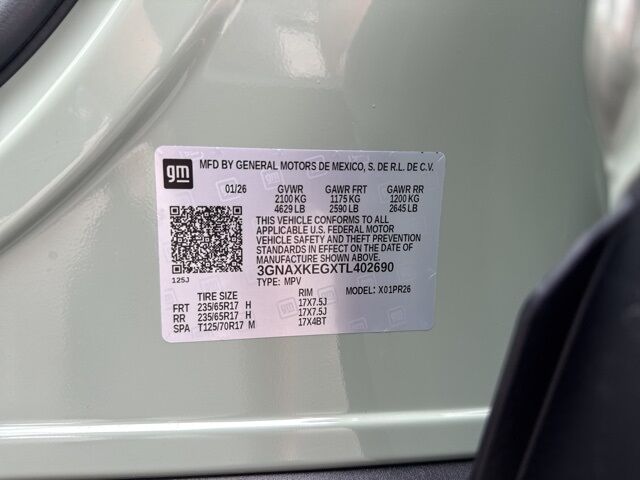 gm MFD BY GENERAL MOTORS DE MEXICO, S. DE R.L. DE C.V.
01/26 GVWR GAWR FRT GAWR RR
2100 KG 1175 KG 1200 KG
4629 LB 2590 LB 2645 LB
THIS VEHICLE CONFORMS TO ALL
APPLICABLE U.S. FEDERAL MOTOR
VEHICLE SAFETY AND THEFT PREVENTION
STANDARDS IN EFFECT ON THE DATE OF
MANUFACTURE SHOWN ABOVE.
3GNAXKEGXTL402690
125J TYPE: MPV MODEL: X01PR26
TIRE SIZE RIM
FRT 235/65R17 H 17X7.5J
RR 235/65R17 H 17X7.5J
SPA T125/70R17 M 17X4BT